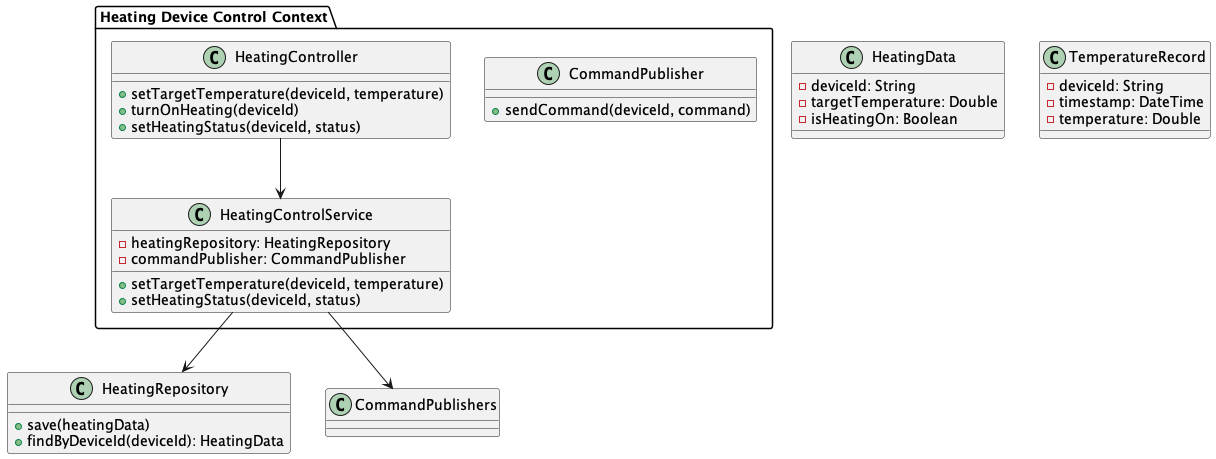 Heating Device Control Context
C HeatingController
setTargetTemperature(deviceId, temperature)
turnOnHeating(deviceId)
setHeatingStatus(deviceId, status)
C CommandPublisher
sendCommand(deviceId, command)
C HeatingData
deviceId: String
targetTemperature: Double
isHeatingOn: Boolean
C TemperatureRecord
deviceId: String
timestamp: DateTime
temperature: Double
C HeatingControlService
heatingRepository: HeatingRepository
commandPublisher: CommandPublisher
setTargetTemperature(deviceId, temperature)
setHeatingStatus(deviceId, status)
C HeatingRepository
save(heatingData)
findByDeviceId(deviceId): HeatingData
C CommandPublishers